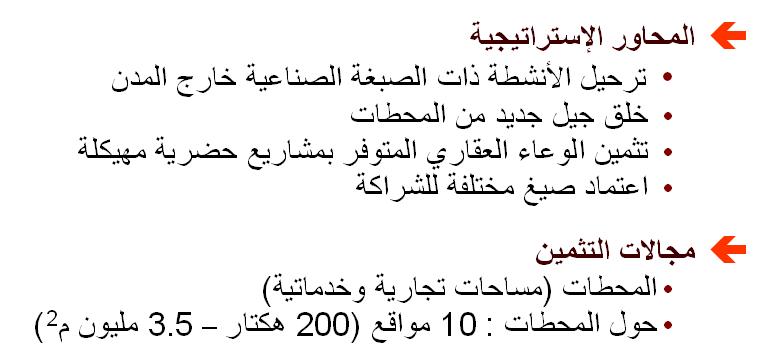 المحاور الإستراتيجية
• ترحيل الأنشطة ذات الصبغة الصناعية خارج المدن
• خلق جيل جديد من المحطات
• تثمين الوعاء العقاري المتوفر بمشاريع حضرية مهيكلة
• اعتماد صيغ مختلفة للشراكة
مجالات التثمين
• المحطات (مساحات تجارية وخدماتية)
• حول المحطات : 10 مواقع (200 هكتار – 3.5 مليون م2)